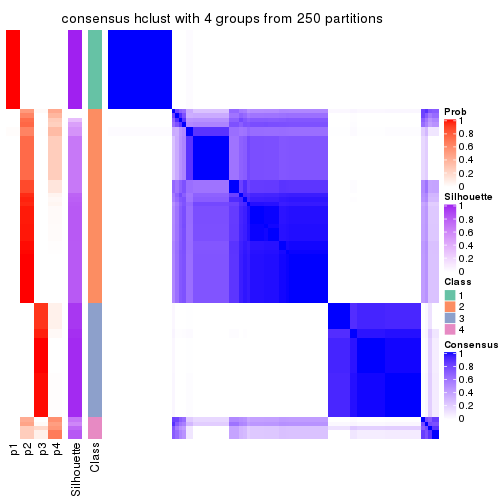 consensus hclust with 4 groups from 250 partitions
Prob
1
0.8
0.6
0.4
0.2
0
Silhouette
1
0.8
0.6
0.4
0.2
0
Class
1
2
3
4
Consensus
1
0.8
0.6
0.4
0.2
0
p1
p2
p3
p4
Silhouette
Class